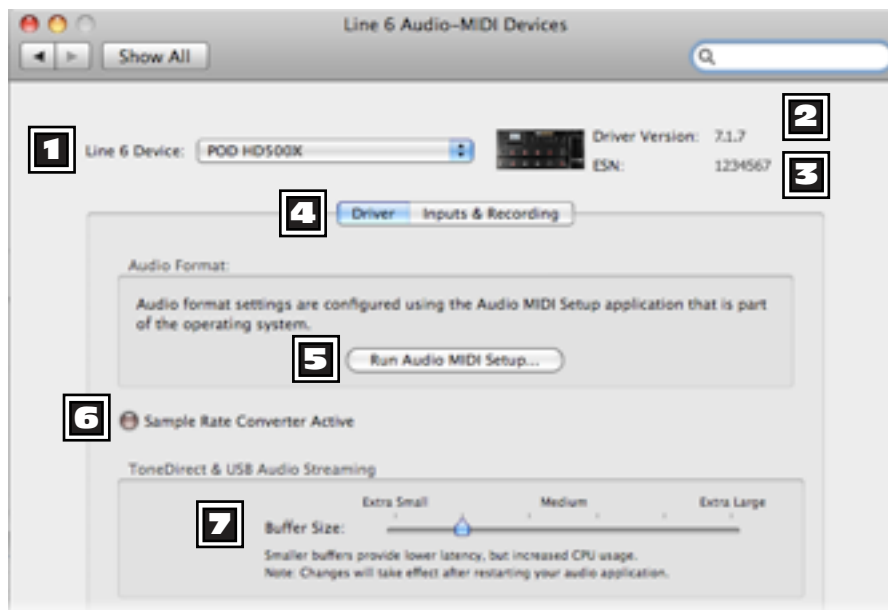 Line 6 Audio-MIDI Devices
Show All
1
Line 6 Device: POD HD500X
Driver Version: 7.1.7
2
ESN: 1234567
3
4
Driver Inputs & Recording
Audio Format:
Audio format settings are configured using the Audio MIDI Setup application that is part
of the operating system.
5
Run Audio MIDI Setup...
6
Sample Rate Converter Active
ToneDirect & USB Audio Streaming
Extra Small Medium Extra Large
7
Buffer Size:
Smaller buffers provide lower latency, but increased CPU usage.
Note: Changes will take effect after restarting your audio application.